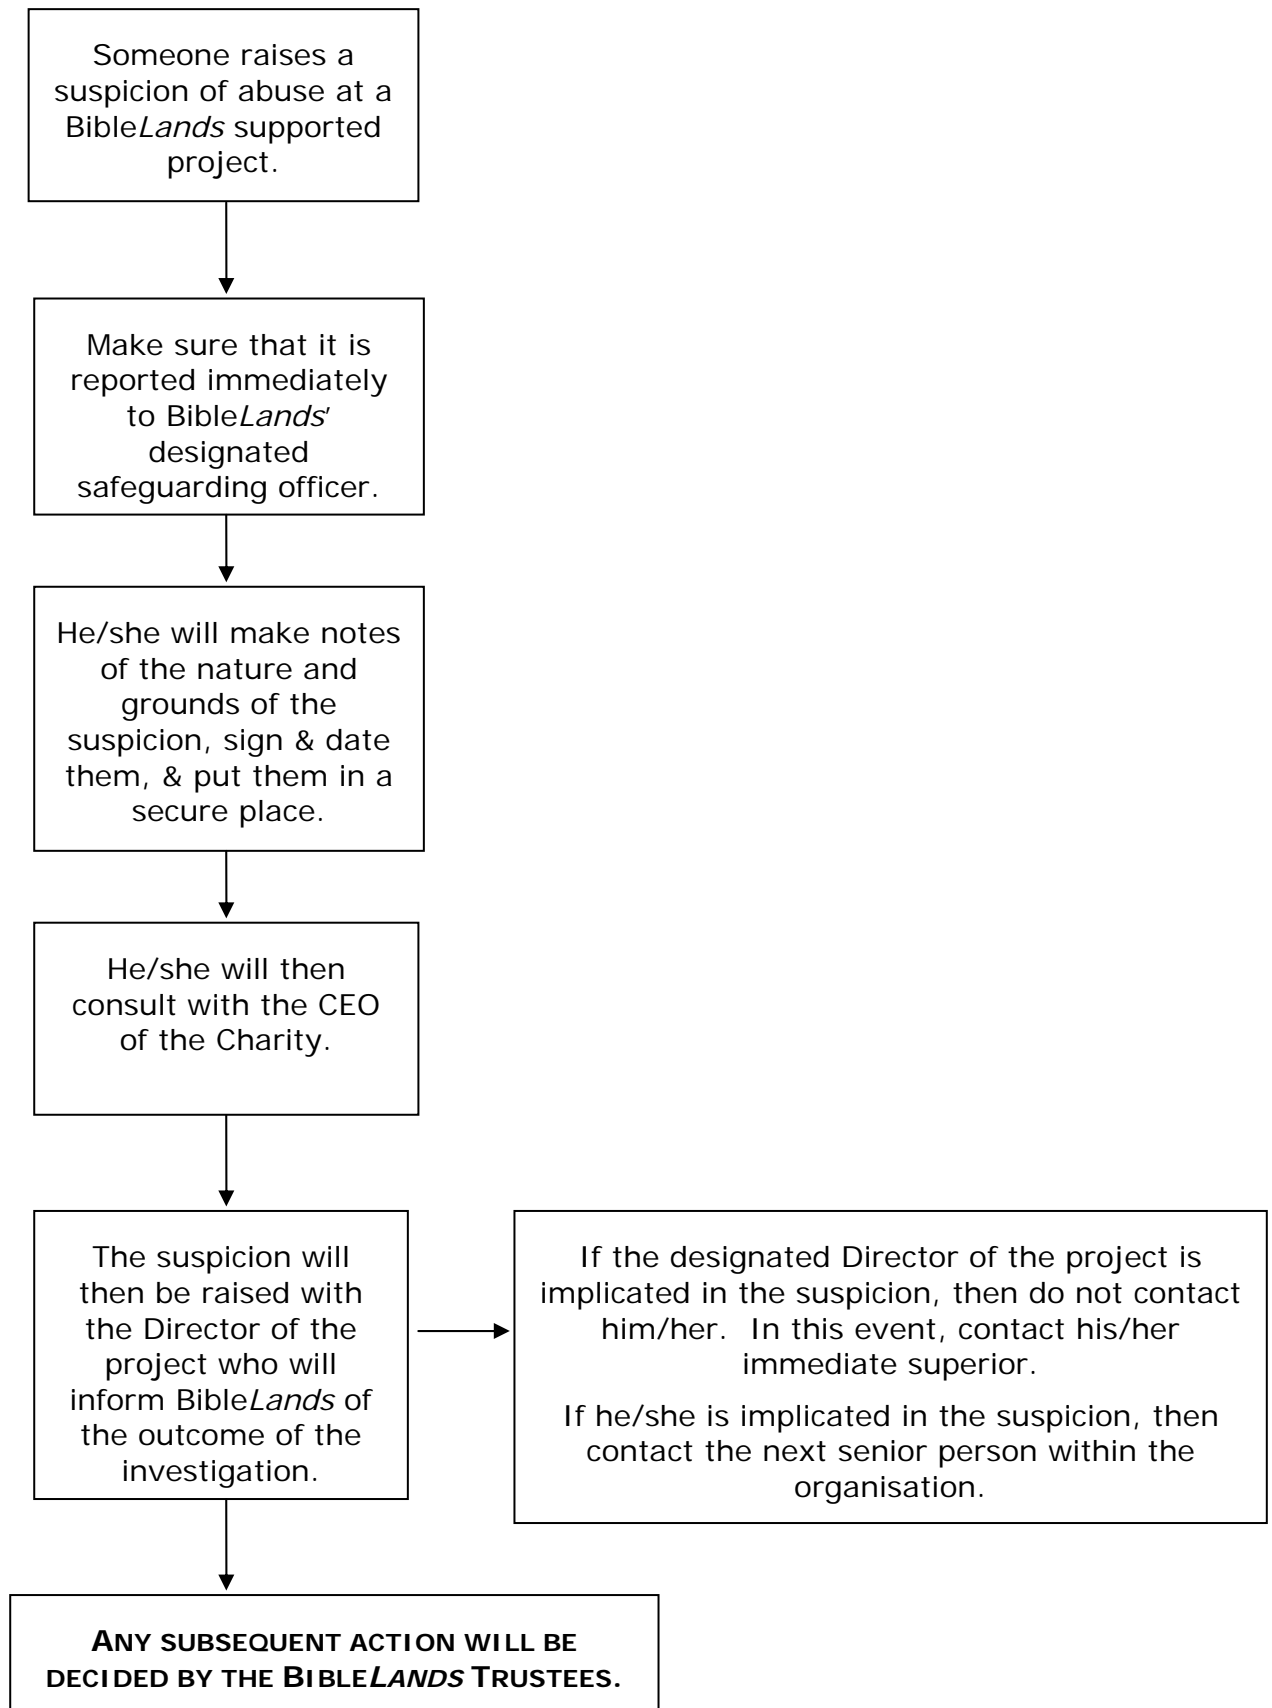 Someone raises a
suspicion of abuse at a
BibleLands supported
project.
Make sure that it is
reported immediately
to BibleLands'
designated
safeguarding officer.
He/she will make notes
of the nature and
grounds of the
suspicion, sign & date
them, & put them in a
secure place.
He/she will then
consult with the CEO
of the Charity.
The suspicion will
then be raised with
the Director of the
project who will
inform BibleLands of
the outcome of the
investigation.
If the designated Director of the project is
implicated in the suspicion, then do not contact
him/her.  In this event, contact his/her
immediate superior.
If he/she is implicated in the suspicion, then
contact the next senior person within the
organisation.
ANY SUBSEQUENT ACTION WILL BE
DECIDED BY THE BIBLELANDS TRUSTEES.